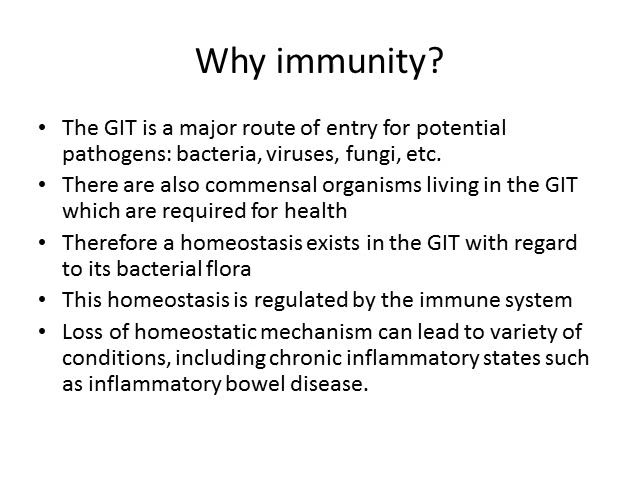 Why immunity?
• The GIT is a major route of entry for potential
pathogens: bacteria, viruses, fungi, etc.
• There are also commensal organisms living in the GIT
which are required for health
• Therefore a homeostasis exists in the GIT with regard
to its bacterial flora
• This homeostasis is regulated by the immune system
• Loss of homeostatic mechanism can lead to variety of
conditions, including chronic inflammatory states such
as inflammatory bowel disease.